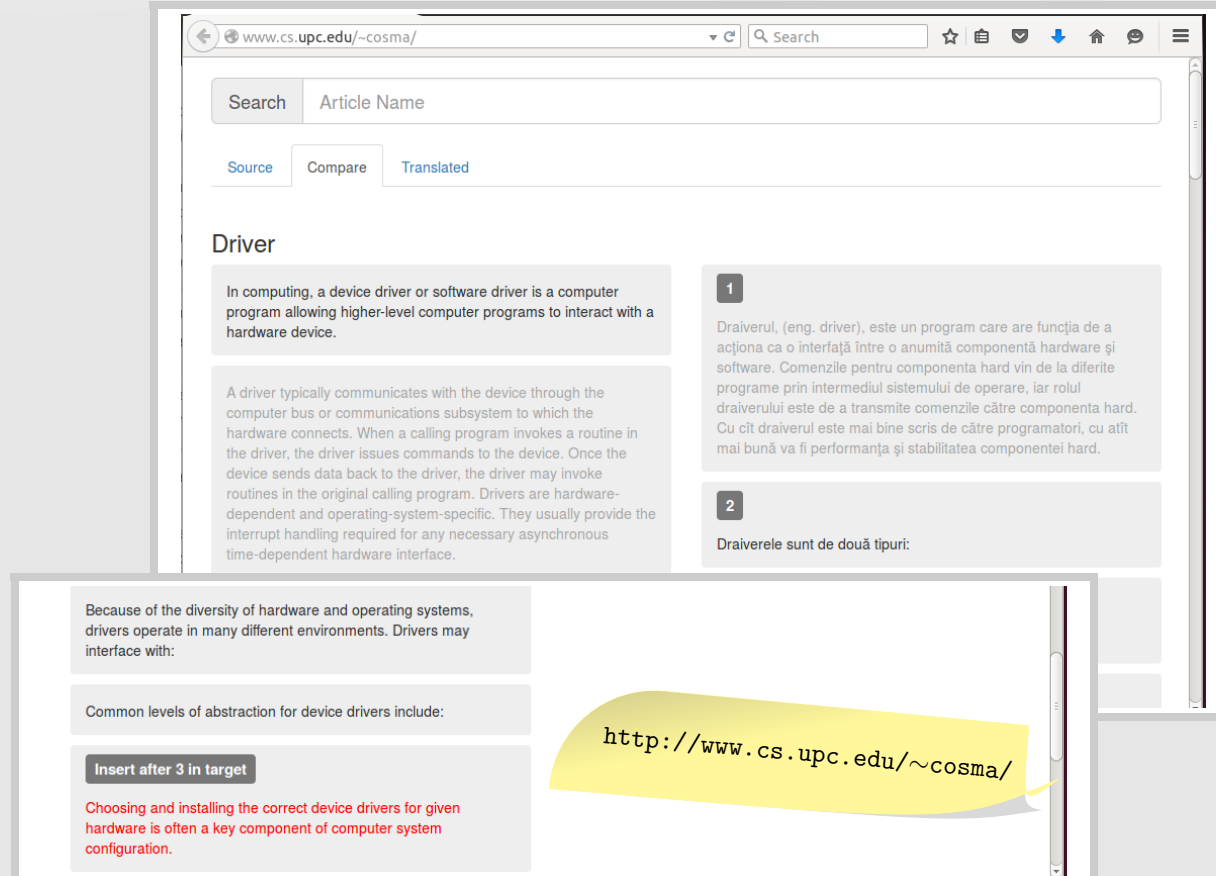 www.cs.upc.edu/~cosma/
Search
Search
Article Name
Source
Compare
Translated
Driver
In computing, a device driver or software driver is a computer
program allowing higher-level computer programs to interact with a
hardware device.
A driver typically communicates with the device through the
computer bus or communications subsystem to which the
hardware connects. When a calling program invokes a routine in
the driver, the driver issues commands to the device. Once the
device sends data back to the driver, the driver may invoke
routines in the original calling program. Drivers are hardware-
dependent and operating-system-specific. They usually provide the
interrupt handling required for any necessary asynchronous
time-dependent hardware interface.
1
Draiverul, (eng. driver), este un program care are funcţia de a
acţiona ca o interfaţă între o anumită componentă hardware şi
software. Comenzile pentru componenta hard vin de la diferite
programe prin intermediul sistemului de operare, iar rolul
draiverului este de a transmite comenzile către componenta hard.
Cu cît draiverul este mai bine scris de către programatori, cu atît
mai bună va fi performanţa şi stabilitatea componentei hard.
2
Draiverele sunt de două tipuri:
Because of the diversity of hardware and operating systems,
drivers operate in many different environments. Drivers may
interface with:
Common levels of abstraction for device drivers include:
Insert after 3 in target
Choosing and installing the correct device drivers for given
hardware is often a key component of computer system
configuration.
http://www.cs.upc.edu/∼cosma/